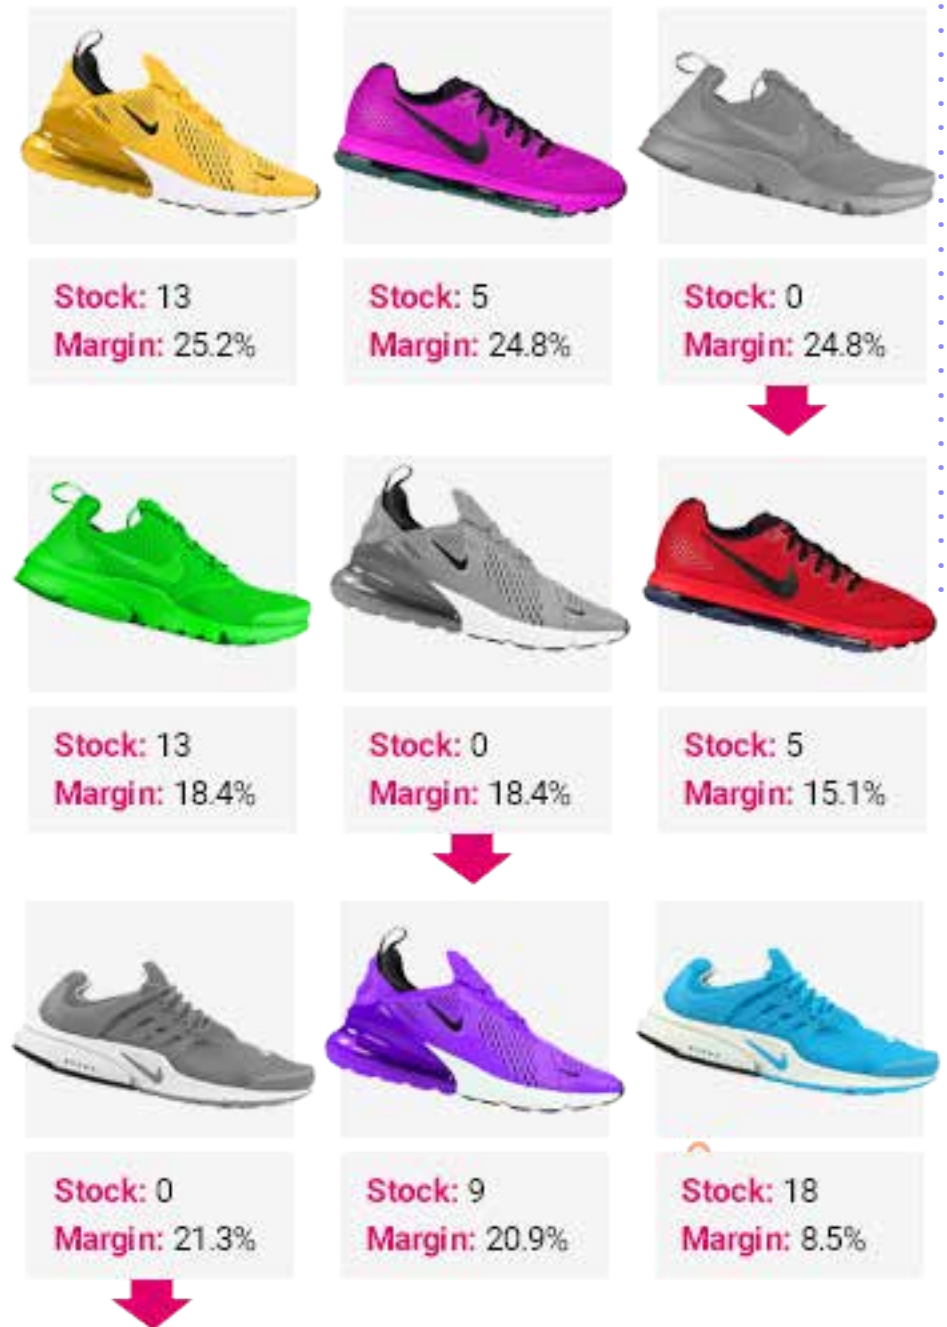 Stock: 13
Margin: 25.2%
Stock: 5
Margin: 24.8%
Stock: 0
Margin: 24.8%
Stock: 13
Margin: 18.4%
Stock: 0
Margin: 18.4%
Stock: 5
Margin: 15.1%
Stock: 0
Margin: 21.3%
Stock: 9
Margin: 20.9%
Stock: 18
Margin: 8.5%